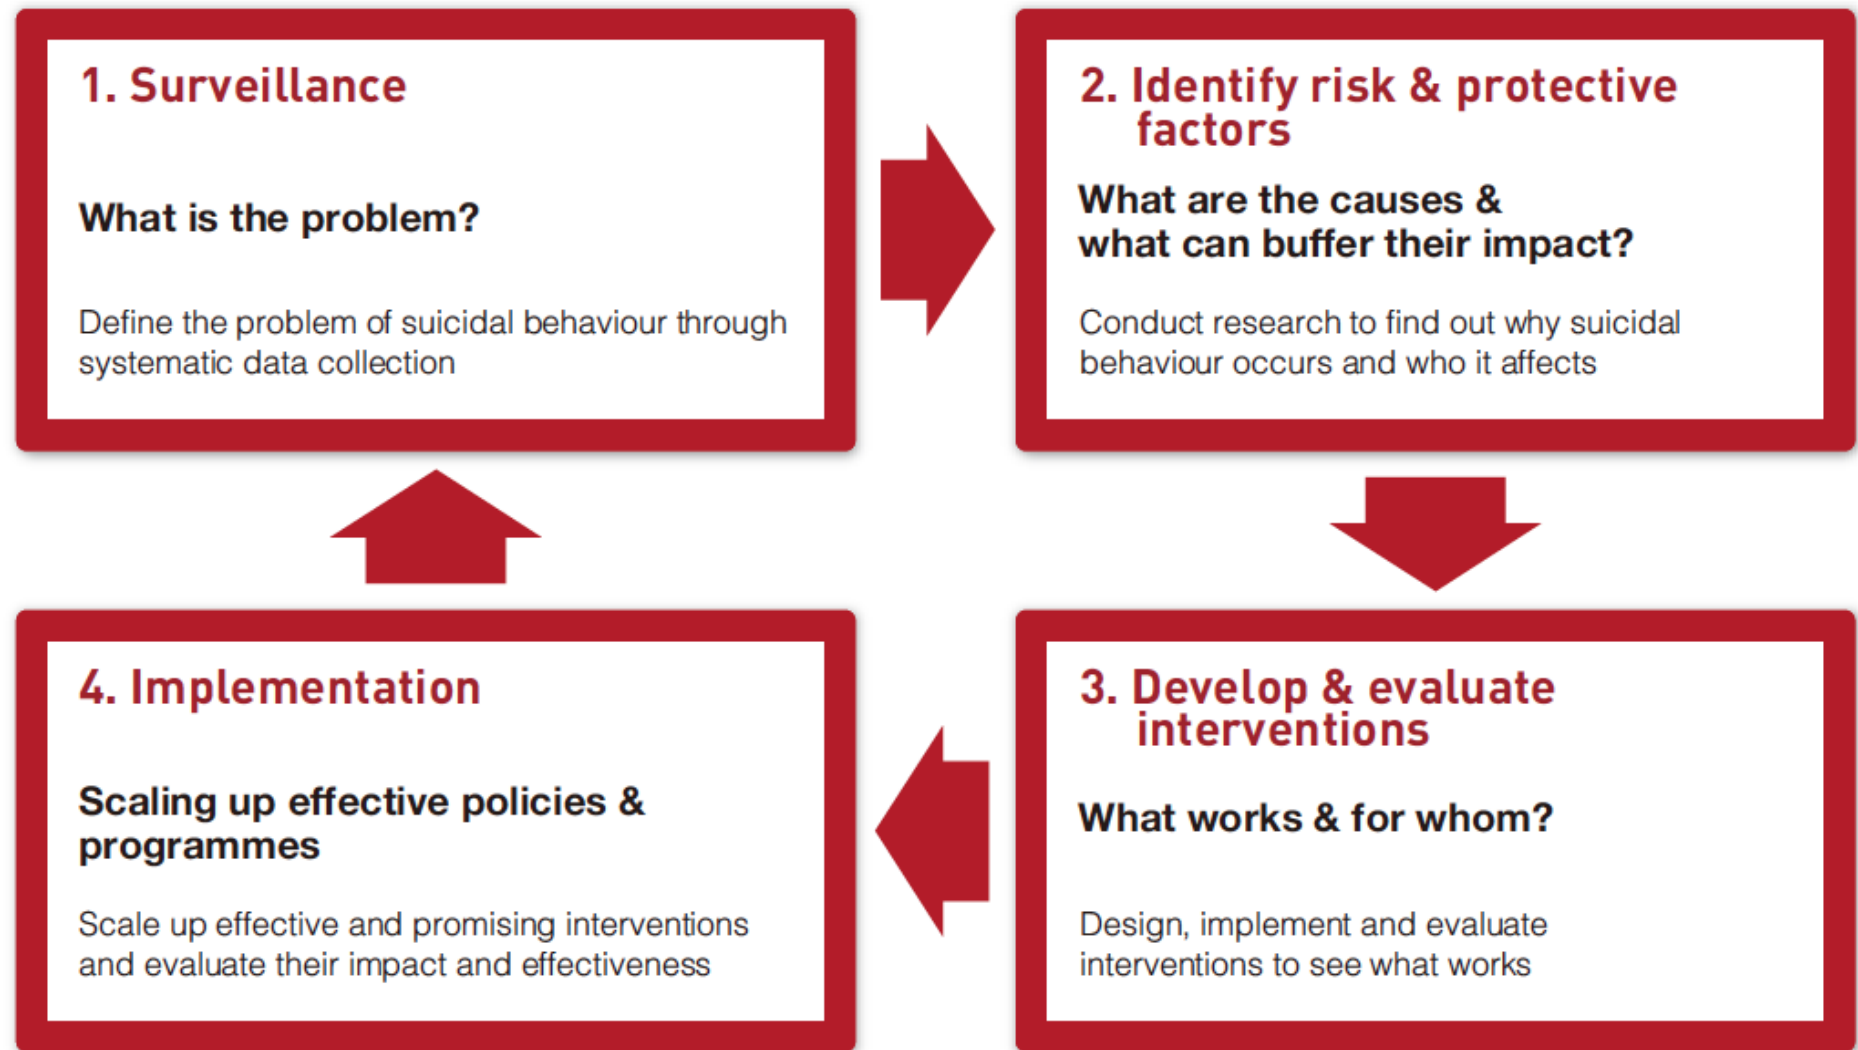 1. Surveillance
What is the problem?
Define the problem of suicidal behaviour through
systematic data collection
2. Identify risk & protective
factors
What are the causes &
what can buffer their impact?
Conduct research to find out why suicidal
behaviour occurs and who it affects
3. Develop & evaluate
interventions
What works & for whom?
Design, implement and evaluate
interventions to see what works
4. Implementation
Scaling up effective policies &
programmes
Scale up effective and promising interventions
and evaluate their impact and effectiveness